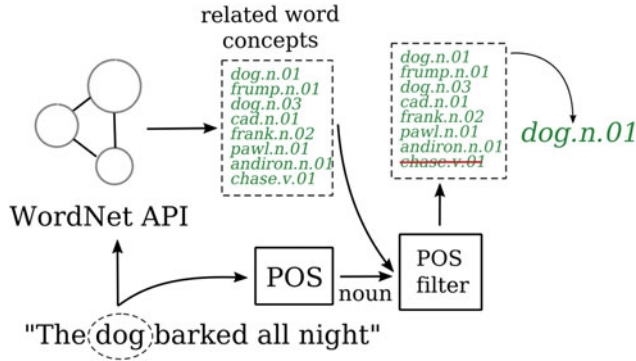 related word
concepts
dog.n.01
frump.n.01
dog.n.03
cad.n.01
frank.n.02
pawl.n.01
andiron.n.01
chase.v.01
dog.n.01
frump.n.01
dog.n.03
cad.n.01
frank.n.02
pawl.n.01
andiron.n.01
chase.v.01
dog.n.01
WordNet API
POS
noun
POS
filter
"The dog barked all night"